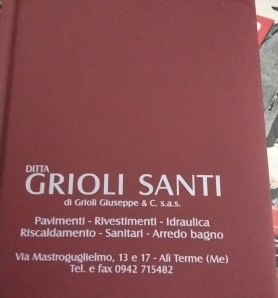 DITTA
GRIOLI SANTI
di Grioli Giuseppe & C. s.a.s.
Pavimenti - Rivestimenti - Idraulica
Riscaldamento - Sanitari - Arredo bagno
Via Mastroguglielmo, 13 e 17 - Alì Terme (Me)
Tel. e fax 0942 715482